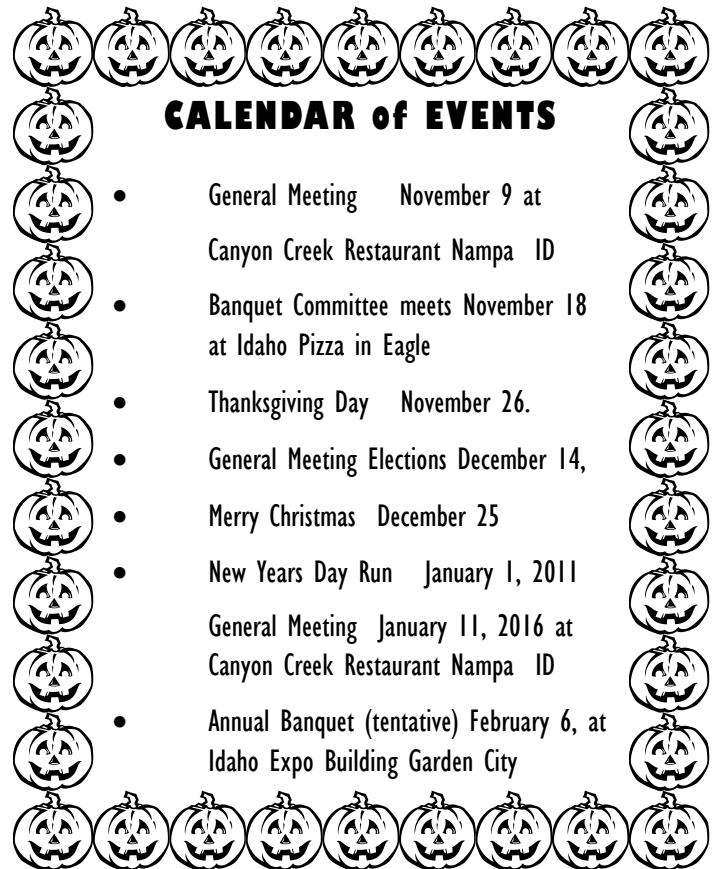 CALENDAR of EVENTS
• General Meeting November 9 at
Canyon Creek Restaurant Nampa ID
• Banquet Committee meets November 18
at Idaho Pizza in Eagle
• Thanksgiving Day November 26.
• General Meeting Elections December 14,
• Merry Christmas December 25
• New Years Day Run January 1, 2011
General Meeting January 11, 2016 at
Canyon Creek Restaurant Nampa ID
• Annual Banquet (tentative) February 6, at
Idaho Expo Building Garden City